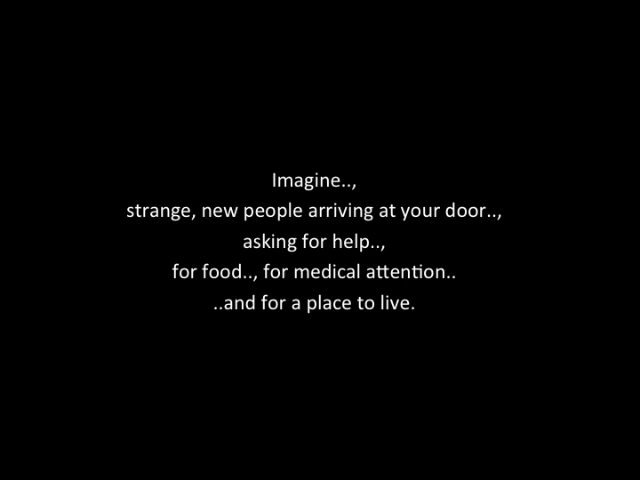 Imagine..,
strange, new people arriving at your door..,
asking for help..,
for food.., for medical attention..
..and for a place to live.